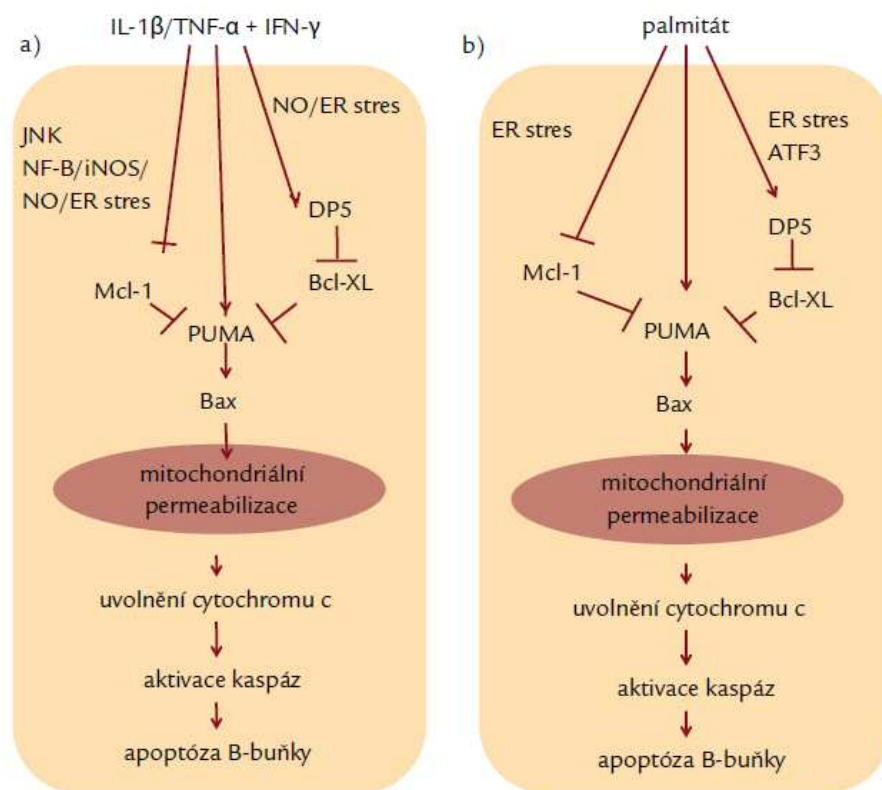 a)
IL-1β/TNF-α + IFN-γ
NO/ER stres
JNK
NF-B/iNOS/
NO/ER stres
DP5
Mcl-1
Bcl-XL
PUMA
Bax
mitochondriální
permeabilizace
uvolnění cytochromu c
aktivace kaspáz
apoptóza B-buňky
b)
palmitát
ER stres
ER stres
ATF3
DP5
Mcl-1
Bcl-XL
PUMA
Bax
mitochondriální
permeabilizace
uvolnění cytochromu c
aktivace kaspáz
apoptóza B-buňky